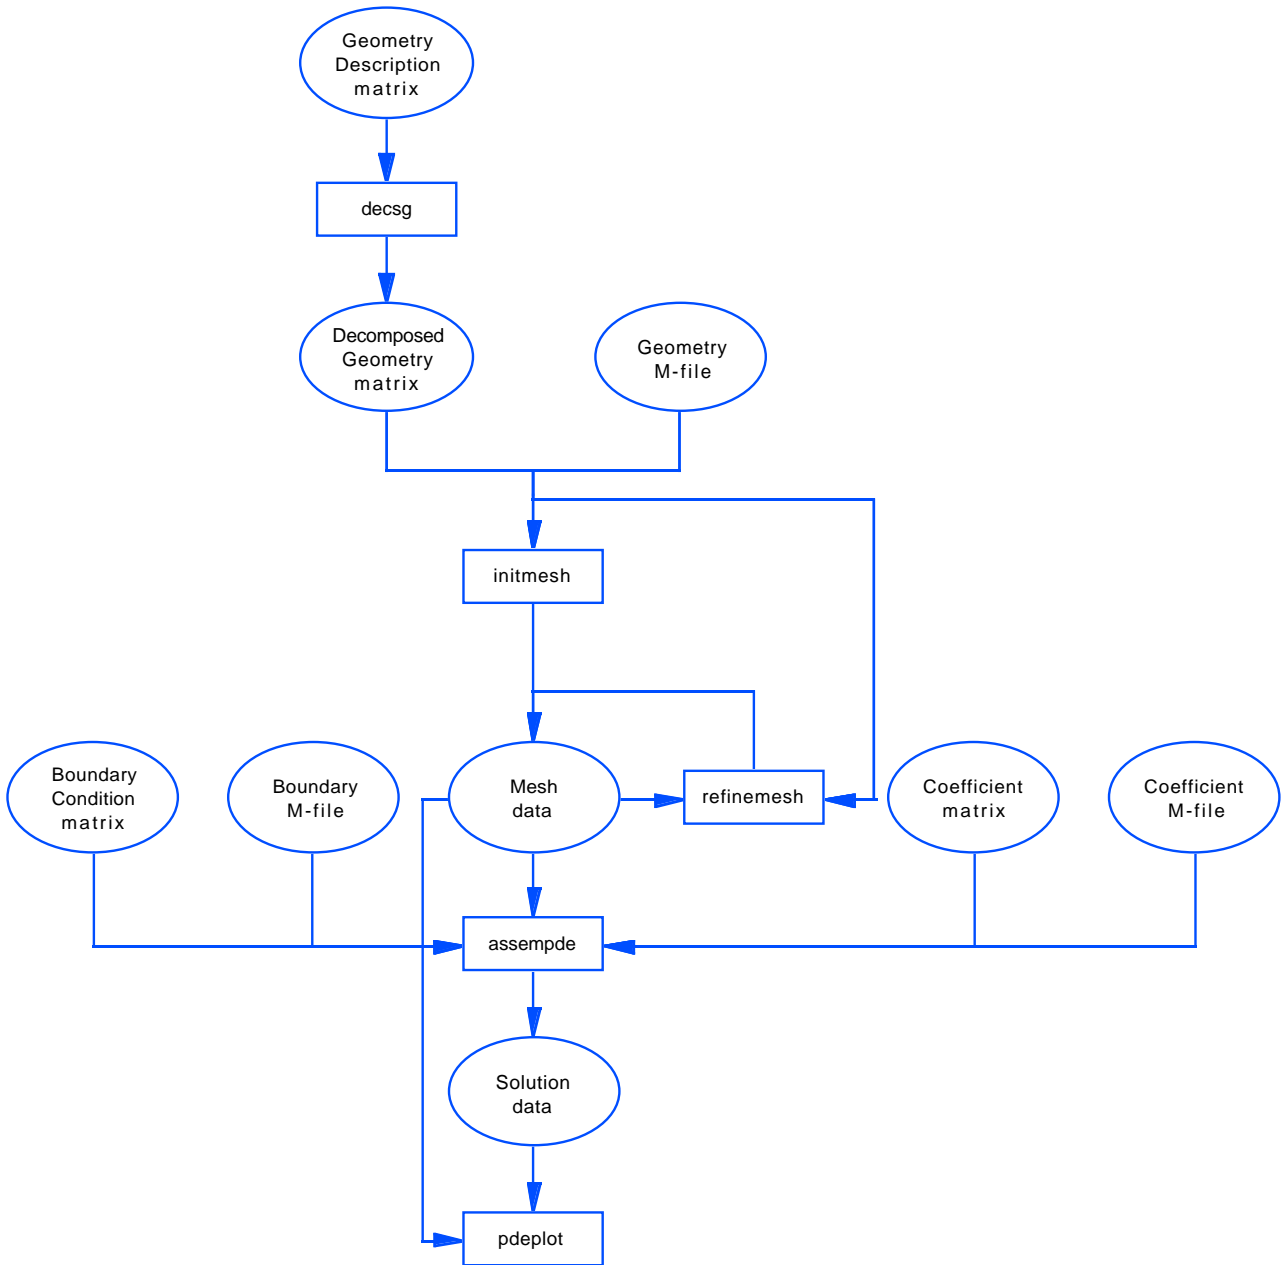 Geometry
Description
matrix
decsg
Decomposed
Geometry
matrix
Geometry
M-file
initmesh
Boundary
Condition
matrix
Boundary
M-file
Mesh
data
refinemesh
Coefficient
matrix
Coefficient
M-file
assempde
Solution
data
pdeplot